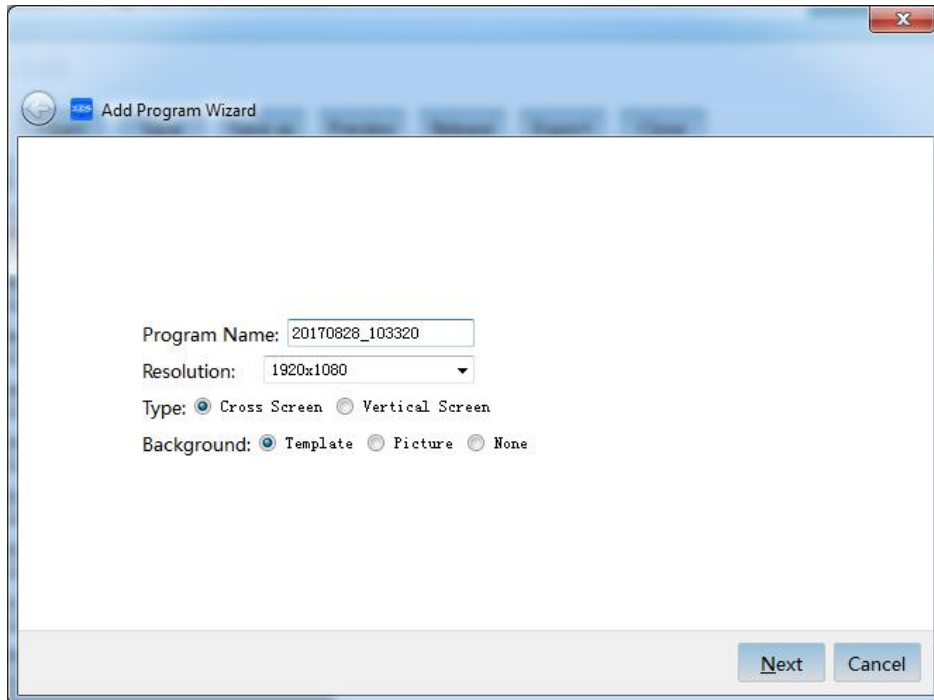 Add Program Wizard
Program Name: 20170828_103320
Resolution: 1920x1080
Type: Cross Screen Vertical Screen
Background: Template Picture None
Next Cancel